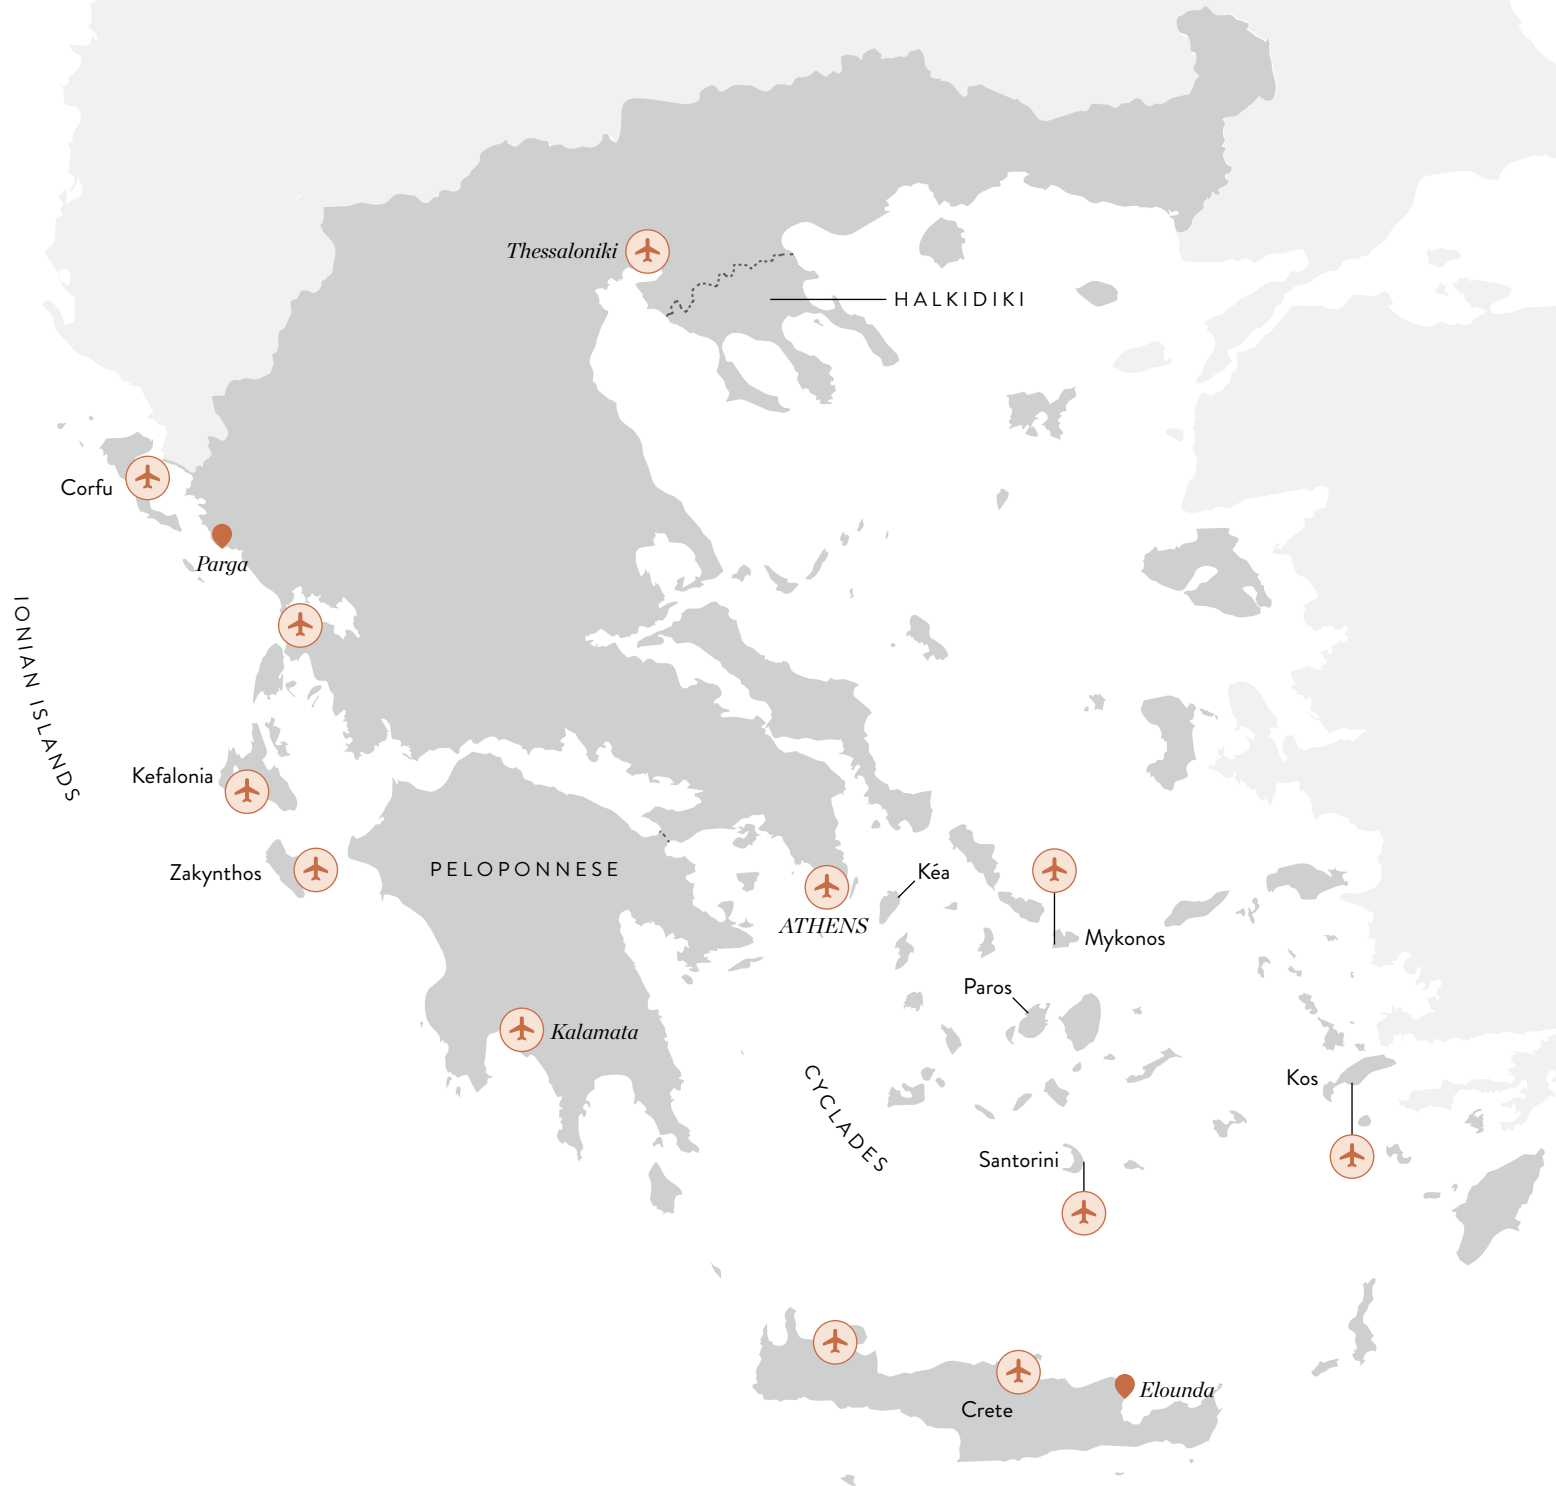 Thessaloniki
HALKIDIKI
Corfu
Parga
IONIAN ISLANDS
Kefalonia
Zakynthos
PELOPONNESE
Kéa
ATHENS
Mykonos
Paros
Kalamata
CYCLADES
Kos
Santorini
Elounda
Crete